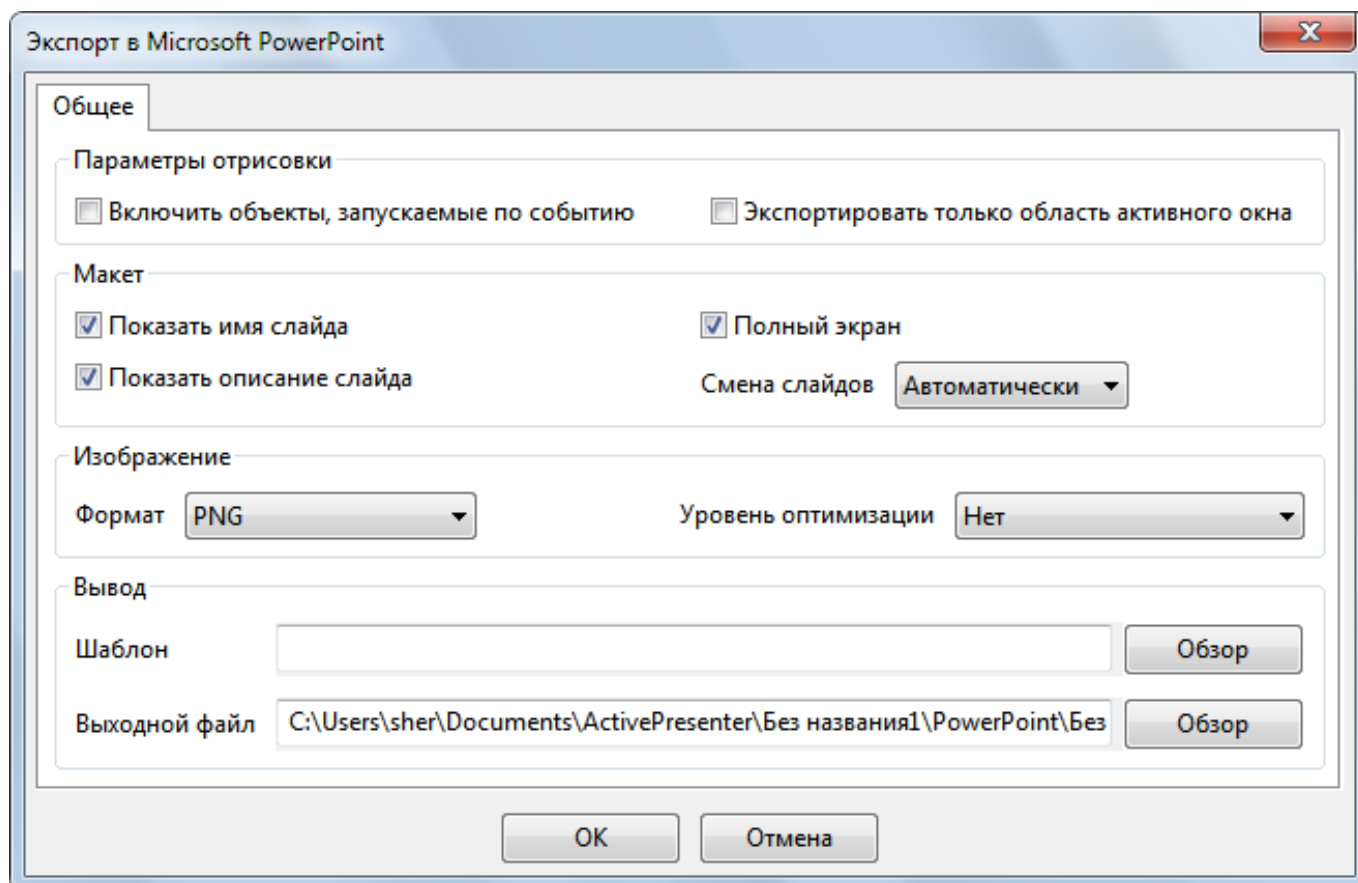 Экспорт в Microsoft PowerPoint
Общее
Параметры отрисовки
Включить объекты, запускаемые по событию
Экспортировать только область активного окна
Макет
Показать имя слайда
Полный экран
Показать описание слайда
Смена слайдов Автоматически
Изображение
Формат PNG
Уровень оптимизации Нет
Вывод
Шаблон
Обзор
Выходной файл C:\Users\sher\Documents\ActivePresenter\Без названия1\PowerPoint\Без
Обзор
OK
Отмена